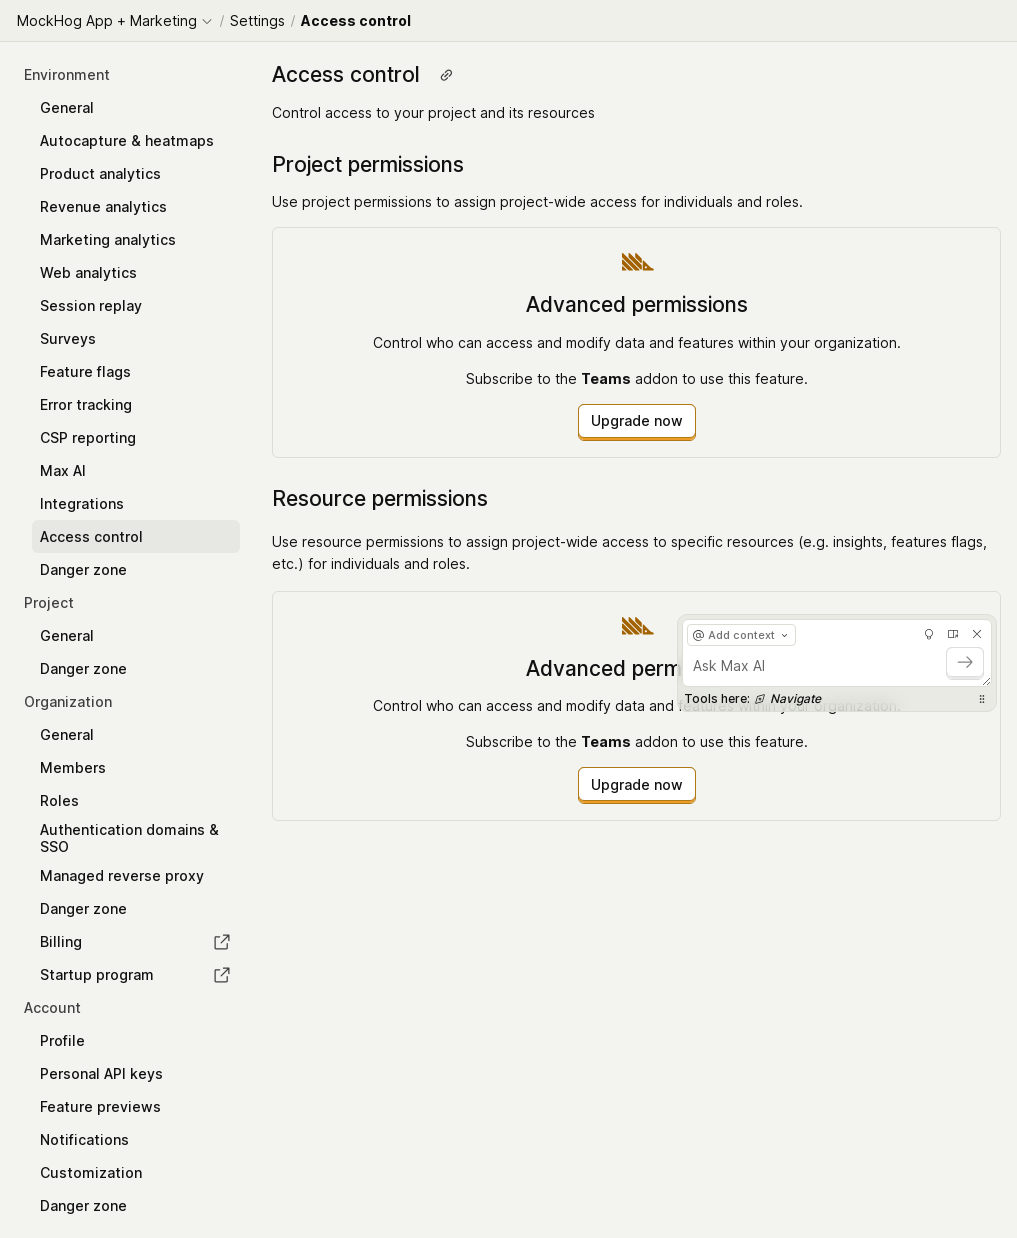 MockHog App + Marketing / Settings / Access control
Environment
General
Autocapture & heatmaps
Product analytics
Revenue analytics
Marketing analytics
Web analytics
Session replay
Surveys
Feature flags
Error tracking
CSP reporting
Max AI
Integrations
Access control
Danger zone
Project
General
Danger zone
Organization
General
Members
Roles
Authentication domains &
SSO
Managed reverse proxy
Danger zone
Billing
Startup program
Account
Profile
Personal API keys
Feature previews
Notifications
Customization
Danger zone
Access control
Control access to your project and its resources
Project permissions
Use project permissions to assign project-wide access for individuals and roles.
Advanced permissions
Control who can access and modify data and features within your organization.
Subscribe to the Teams addon to use this feature.
Upgrade now
Resource permissions
Use resource permissions to assign project-wide access to specific resources (e.g. insights, features flags,
etc.) for individuals and roles.
Advanced perm
Control who can access and modify data and features within your organization.
Subscribe to the Teams addon to use this feature.
Upgrade now
@ Add context
Ask Max AI
Tools here: Navigate